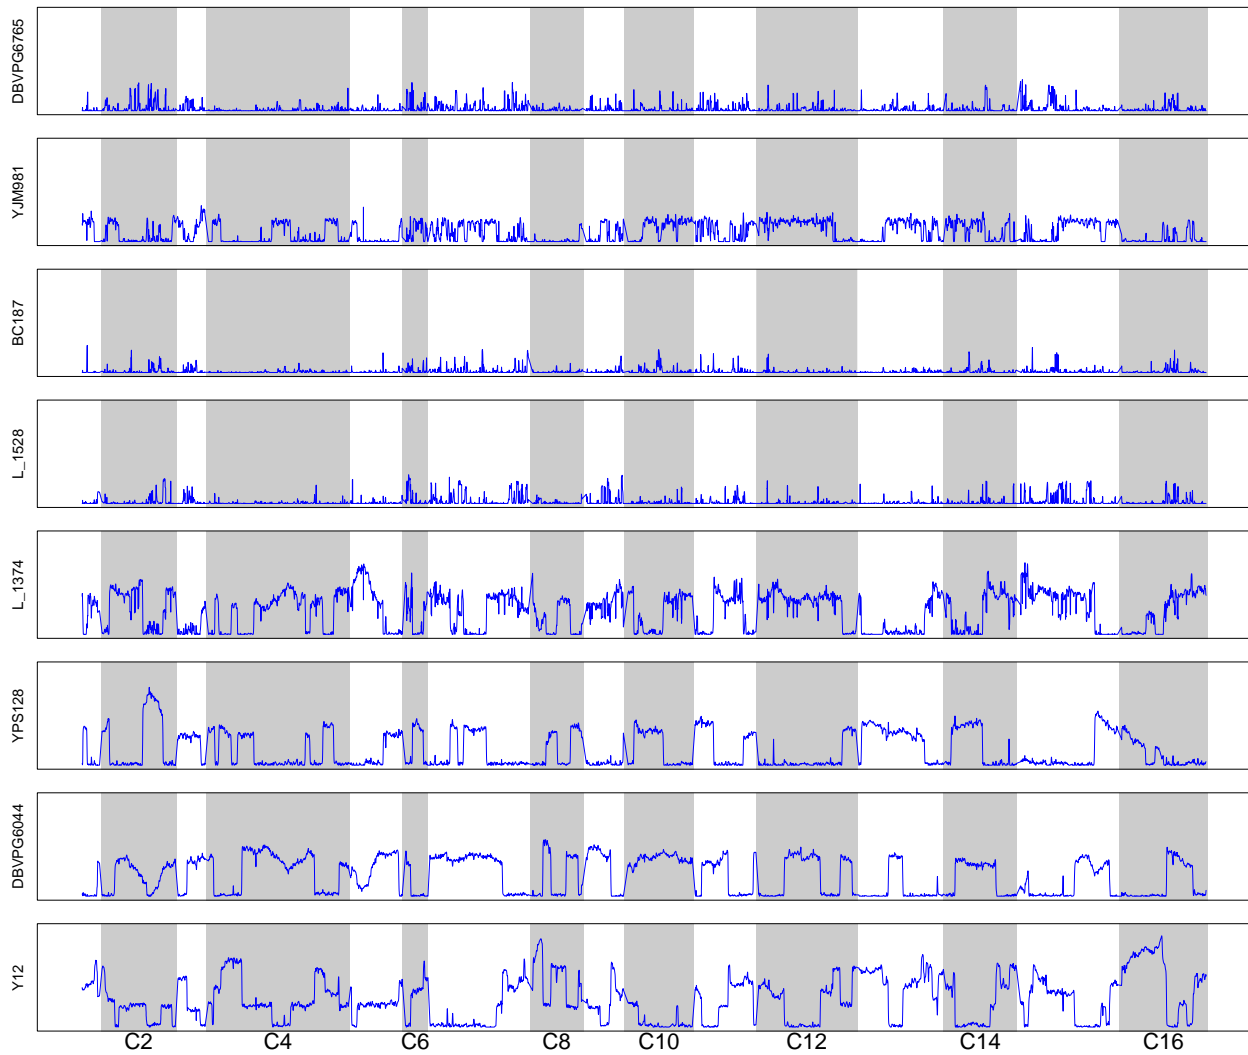 DBVPG6765
YJM981
BC187
L_1528
L_1374
YPS128
DBVPG6044
Y12
C2 C4 C6 C8 C10 C12 C14 C16